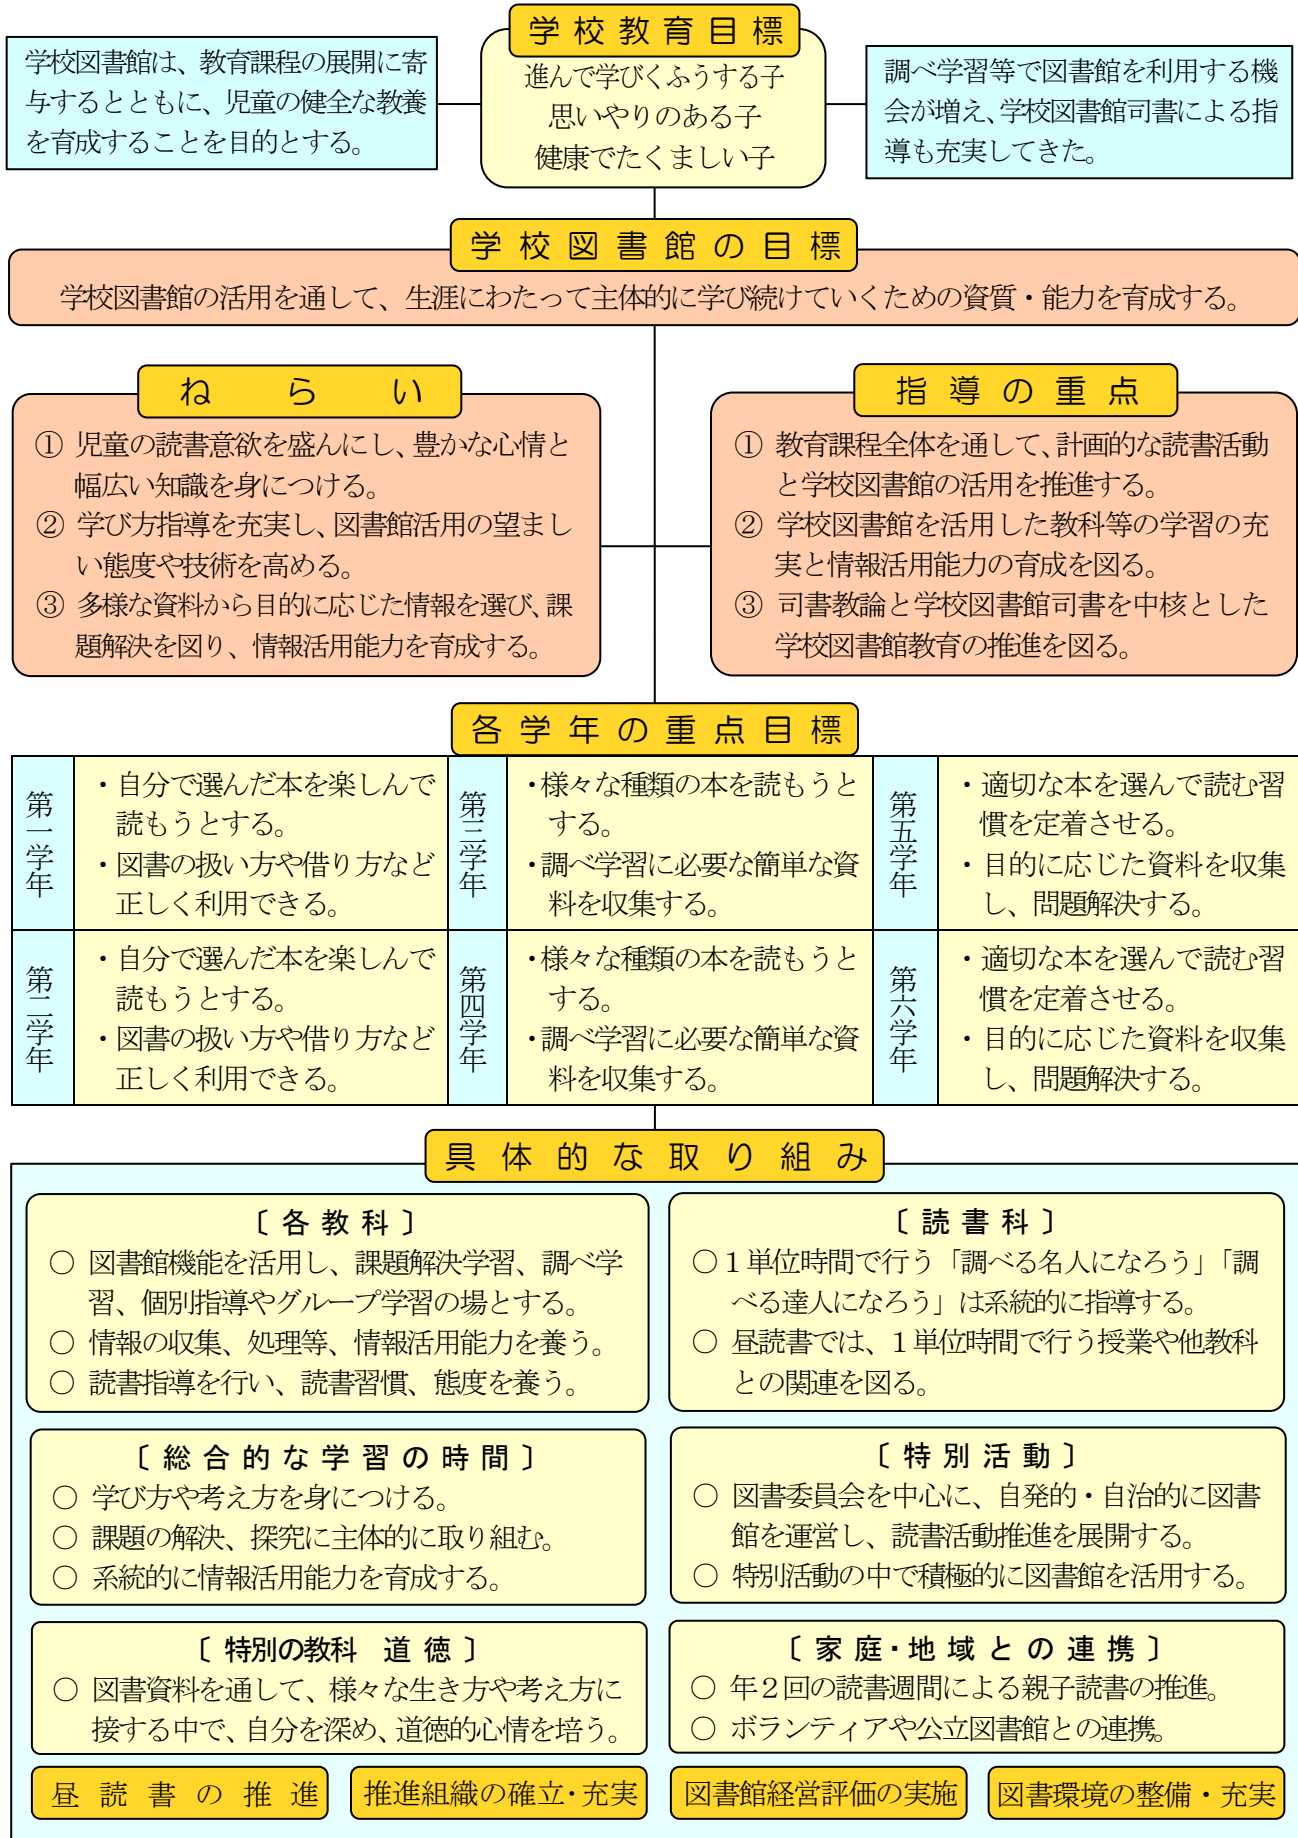 学校教育目標
進んで学びくふうする子
思いやりのある子
健康でたくましい子
学校図書館は、教育課程の展開に寄
与するとともに、児童の健全な教養
を育成することを目的とする。
調べ学習等で図書館を利用する機
会が増え、学校図書館司書による指
導も充実してきた。
学校図書館の目標
学校図書館の活用を通して、生涯にわたって主体的に学び続けていくための資質・能力を育成する。
ねらい
① 児童の読書意欲を盛んにし、豊かな心情と
幅広い知識を身につける。
② 学び方指導を充実し、図書館活用の望まし
い態度や技術を高める。
③ 多様な資料から目的に応じた情報を選び、課
題解決を図り、情報活用能力を育成する。
指導の重点
① 教育課程全体を通して、計画的な読書活動
と学校図書館の活用を推進する。
② 学校図書館を活用した教科等の学習の充
実と情報活用能力の育成を図る。
③ 司書教論と学校図書館司書を中核とした
学校図書館教育の推進を図る。
各学年の重点目標
第一学年
・自分で選んだ本を楽しんで
読もうとする。
・図書の扱い方や借り方など
正しく利用できる。
第三学年
・様々な種類の本を読もうと
する。
・調べ学習に必要な簡単な資
料を収集する。
第五学年
・適切な本を選んで読む習
慣を定着させる。
・目的に応じた資料を収集
し、問題解決する。
第二学年
・自分で選んだ本を楽しんで
読もうとする。
・図書の扱い方や借り方など
正しく利用できる。
第四学年
・様々な種類の本を読もうと
する。
・調べ学習に必要な簡単な資
料を収集する。
第六学年
・適切な本を選んで読む習
慣を定着させる。
・目的に応じた資料を収集
し、問題解決する。
具体的な取り組み
〔各教科〕
○ 図書館機能を活用し、課題解決学習、調べ学
習、個別指導やグループ学習の場とする。
○ 情報の収集、処理等、情報活用能力を養う。
○ 読書指導を行い、読書習慣、態度を養う。
〔読書科〕
○１単位時間で行う「調べる名人になろう」「調
べる達人になろう」は系統的に指導する。
○ 昼読書では、１単位時間で行う授業や他教科
との関連を図る。
〔総合的な学習の時間〕
○ 学び方や考え方を身につける。
○ 課題の解決、探究に主体的に取り組む。
○ 系統的に情報活用能力を育成する。
〔特別活動〕
○ 図書委員会を中心に、自発的・自治的に図書
館を運営し、読書活動推進を展開する。
○ 特別活動の中で積極的に図書館を活用する。
〔特別の教科 道徳〕
○ 図書資料を通して、様々な生き方や考え方に
接する中で、自分を深め、道徳的心情を培う。
〔家庭・地域との連携〕
○ 年２回の読書週間による親子読書の推進。
○ ボランティアや公立図書館との連携。
昼読書の推進
推進組織の確立・充実
図書館経営評価の実施
図書環境の整備・充実